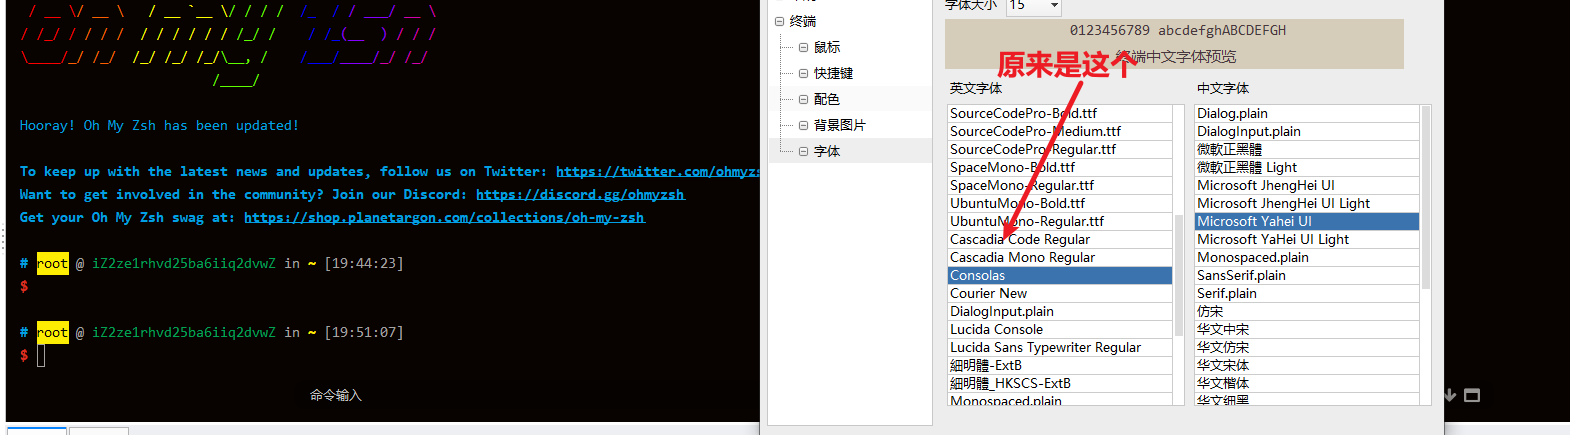 Hooray! Oh My Zsh has been updated!
To keep up with the latest news and updates, follow us on Twitter: https://twitter.com/ohmyzs
Want to get involved in the community? Join our Discord: https://discord.gg/ohmyzsh
Get your Oh My Zsh swag at: https://shop.planetargon.com/collections/oh-my-zsh
# root @ iZ2ze1rhvd25ba6iiq2dvwZ in ~ [19:44:23]
$
# root @ iZ2ze1rhvd25ba6iiq2dvwZ in ~ [19:51:07]
$
命令输入
终端
鼠标
快捷键
配色
背景图片
字体
字体大小 15
0123456789 abcdefghABCDEFGH
终端中文字体预览
原来是这个
英文字体
SourceCodePro-Bold.ttf
SourceCodePro-Medium.ttf
SourceCodePro-Regular.ttf
SpaceMono-Bold.ttf
SpaceMono-Regular.ttf
UbuntuMono-Bold.ttf
UbuntuMono-Regular.ttf
Cascadia Code Regular
Cascadia Mono Regular
Consolas
Courier New
DialogInput.plain
Lucida Console
Lucida Sans Typewriter Regular
細明體-ExtB
細明體_HKSCS-ExtB
Monospaced.plain
中文字体
Dialog.plain
DialogInput.plain
微軟正黑體
微軟正黑體 Light
Microsoft JhengHei UI
Microsoft JhengHei UI Light
Microsoft Yahei UI
Microsoft YaHei UI Light
Monospaced.plain
SansSerif.plain
Serif.plain
仿宋
华文中宋
华文仿宋
华文宋体
华文楷体
华文细黑